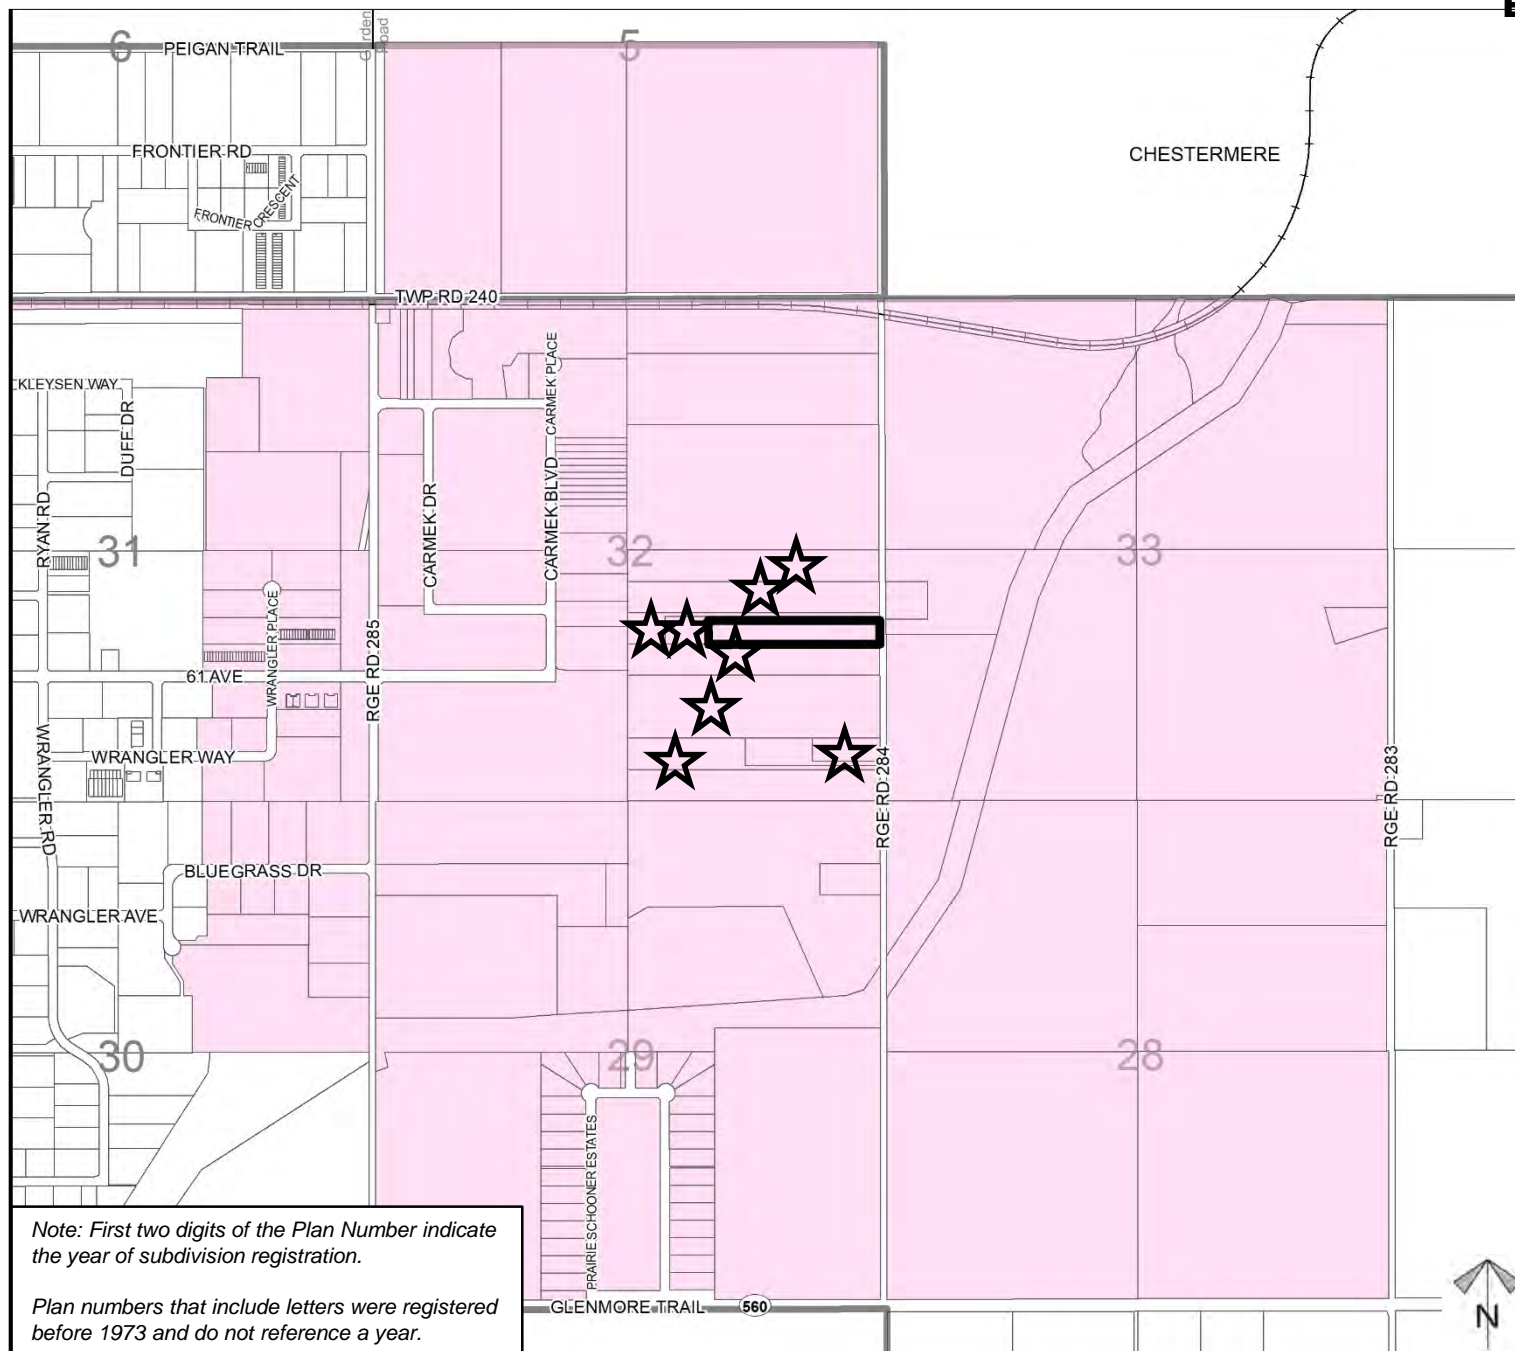 Garden
Road
6
PEIGAN TRAIL
5
FRONTIER RD
CHESTERMERE
FRONTIER CRESCENT
TWP RD 240
KLEYSEN WAY
DUFF DR
CARMEK PLACE
RYAN RD
CARMEK DR
CARMEK BLVD
31
32
33
WRANGLER PLACE
RGE RD 285
61 AVE
WRANGLER RD
WRANGLER WAY
RGE RD 284
RGE RD 283
BLUEGRASS DR
WRANGLER AVE
30
29
28
PRAIRIE SCHOONER ESTATES
Note: First two digits of the Plan Number indicate
the year of subdivision registration.
Plan numbers that include letters were registered
before 1973 and do not reference a year.
GLENMORE TRAIL 560
N